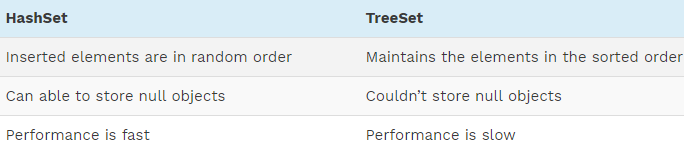 HashSet TreeSet
Inserted elements are in random order Maintains the elements in the sorted order
Can able to store null objects Couldn’t store null objects
Performance is fast Performance is slow